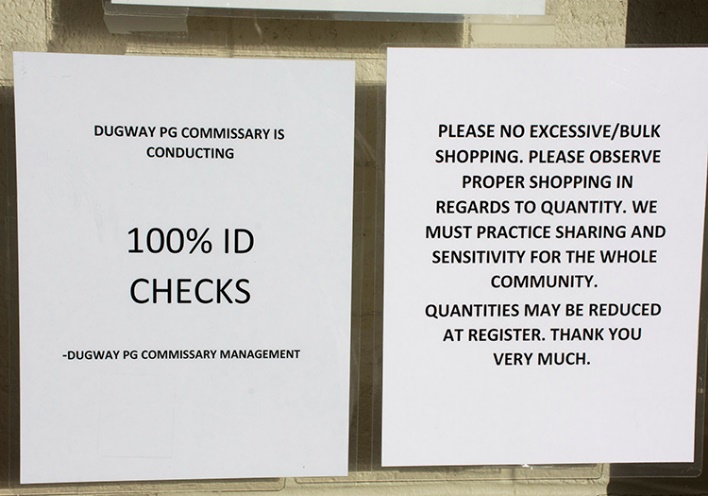 DUGWAY PG COMMISSARY IS
CONDUCTING
100% ID
CHECKS
-DUGWAY PG COMMISSARY MANAGEMENT
PLEASE NO EXCESSIVE/BULK
SHOPPING. PLEASE OBSERVE
PROPER SHOPPING IN
REGARDS TO QUANTITY. WE
MUST PRACTICE SHARING AND
SENSITIVITY FOR THE WHOLE
COMMUNITY.
QUANTITIES MAY BE REDUCED
AT REGISTER. THANK YOU
VERY MUCH.